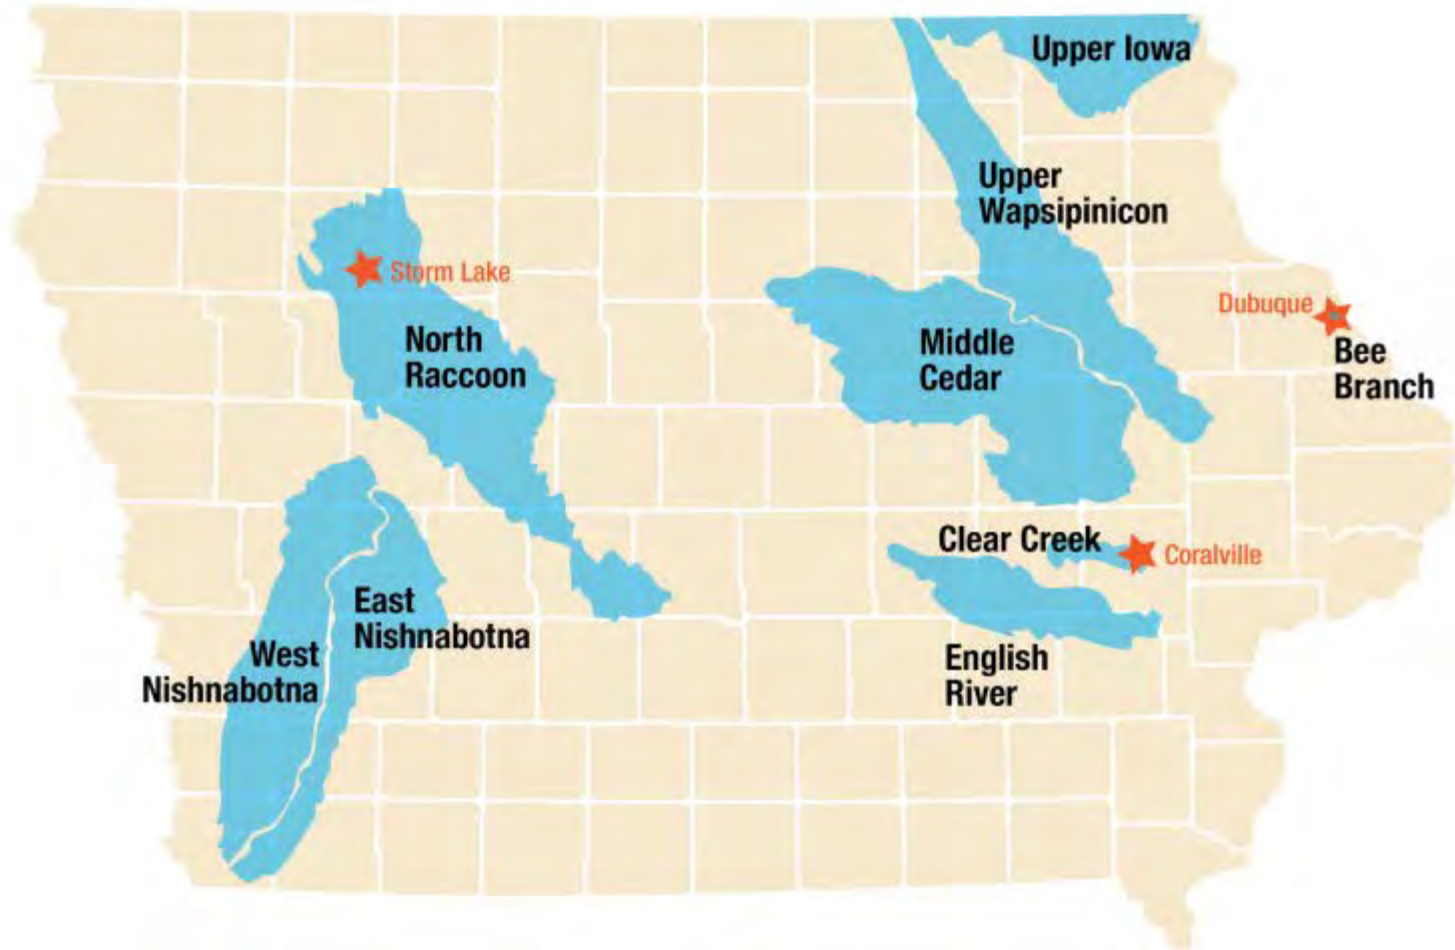 Upper Iowa
Upper
Wapsipinicon
Storm Lake
Dubuque
North
Raccoon
Middle
Cedar
Bee
Branch
Clear Creek
Coralville
East
Nishnabotna
West
Nishnabotna
English
River